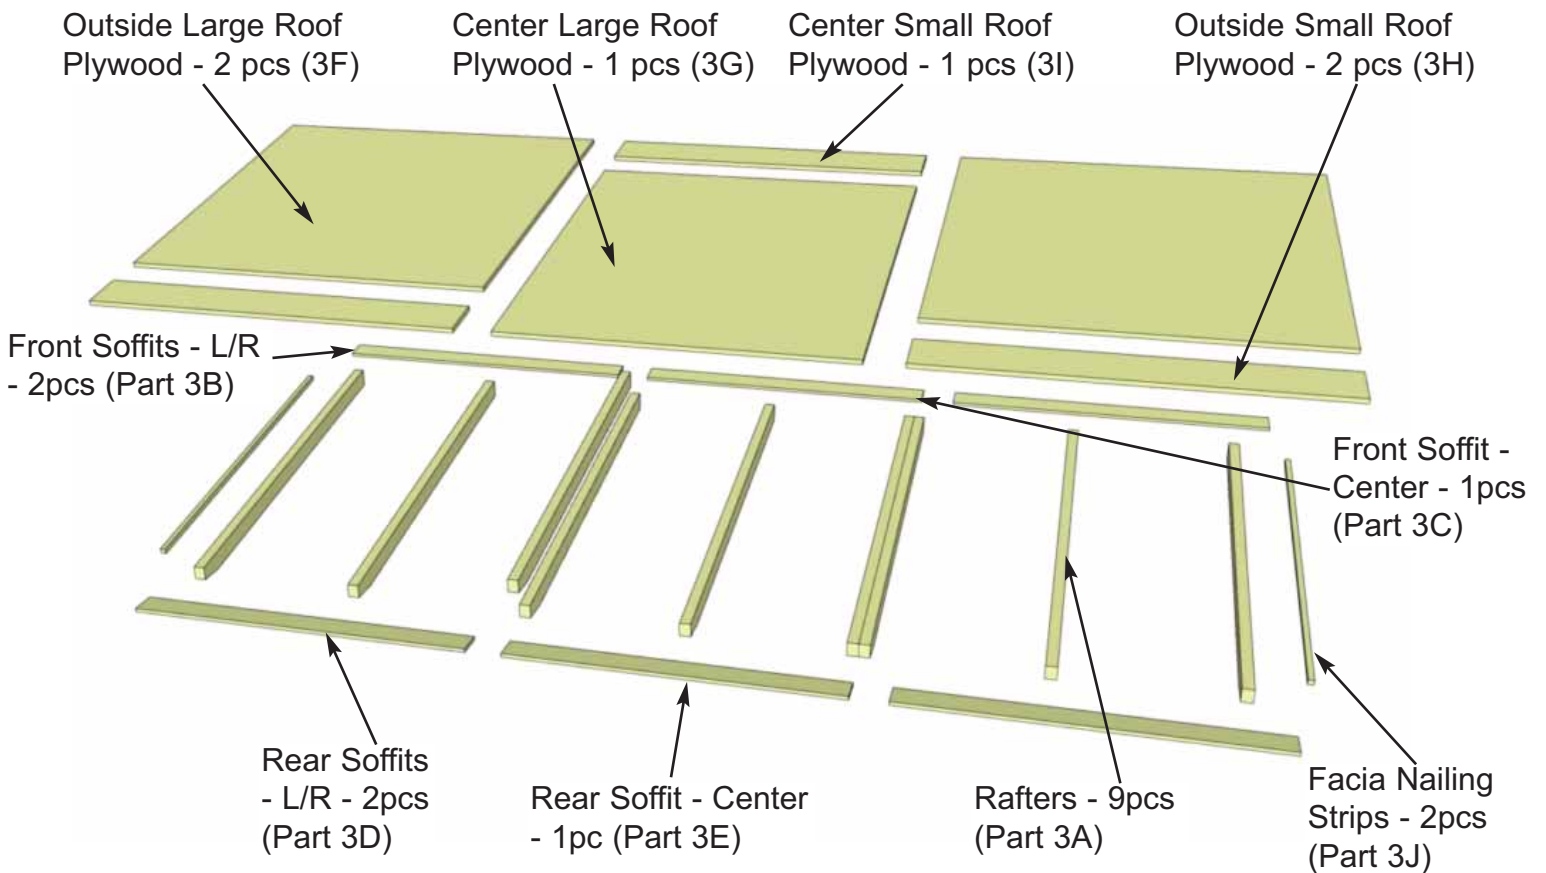 Outside Large Roof
Plywood - 2 pcs (3F)
Center Large Roof
Plywood - 1 pcs (3G)
Center Small Roof
Plywood - 1 pcs (3I)
Outside Small Roof
Plywood - 2 pcs (3H)
Front Soffits - L/R
- 2pcs (Part 3B)
Front Soffit -
Center - 1pcs
(Part 3C)
Rear Soffits
- L/R - 2pcs
(Part 3D)
Rear Soffit - Center
- 1pc (Part 3E)
Rafters - 9pcs
(Part 3A)
Facia Nailing
Strips - 2pcs
(Part 3J)